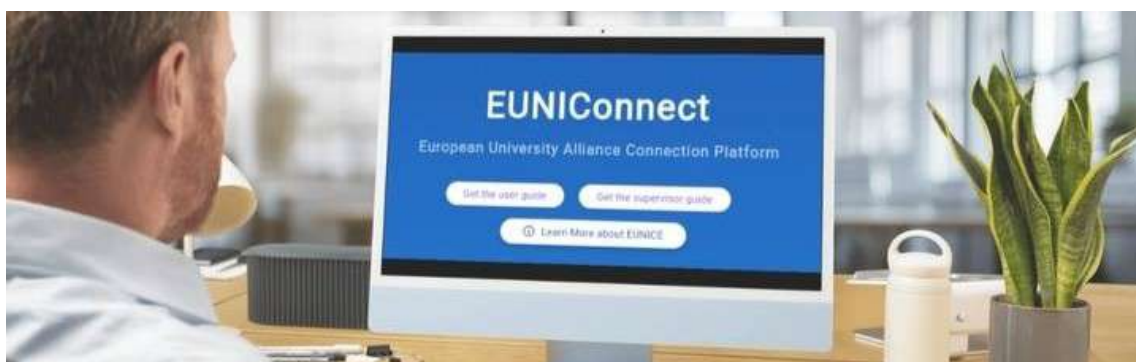 EUNIConnect
European University Alliance Connection Platform
Get the user guide Get the supervisor guide
Learn More about EUNICE